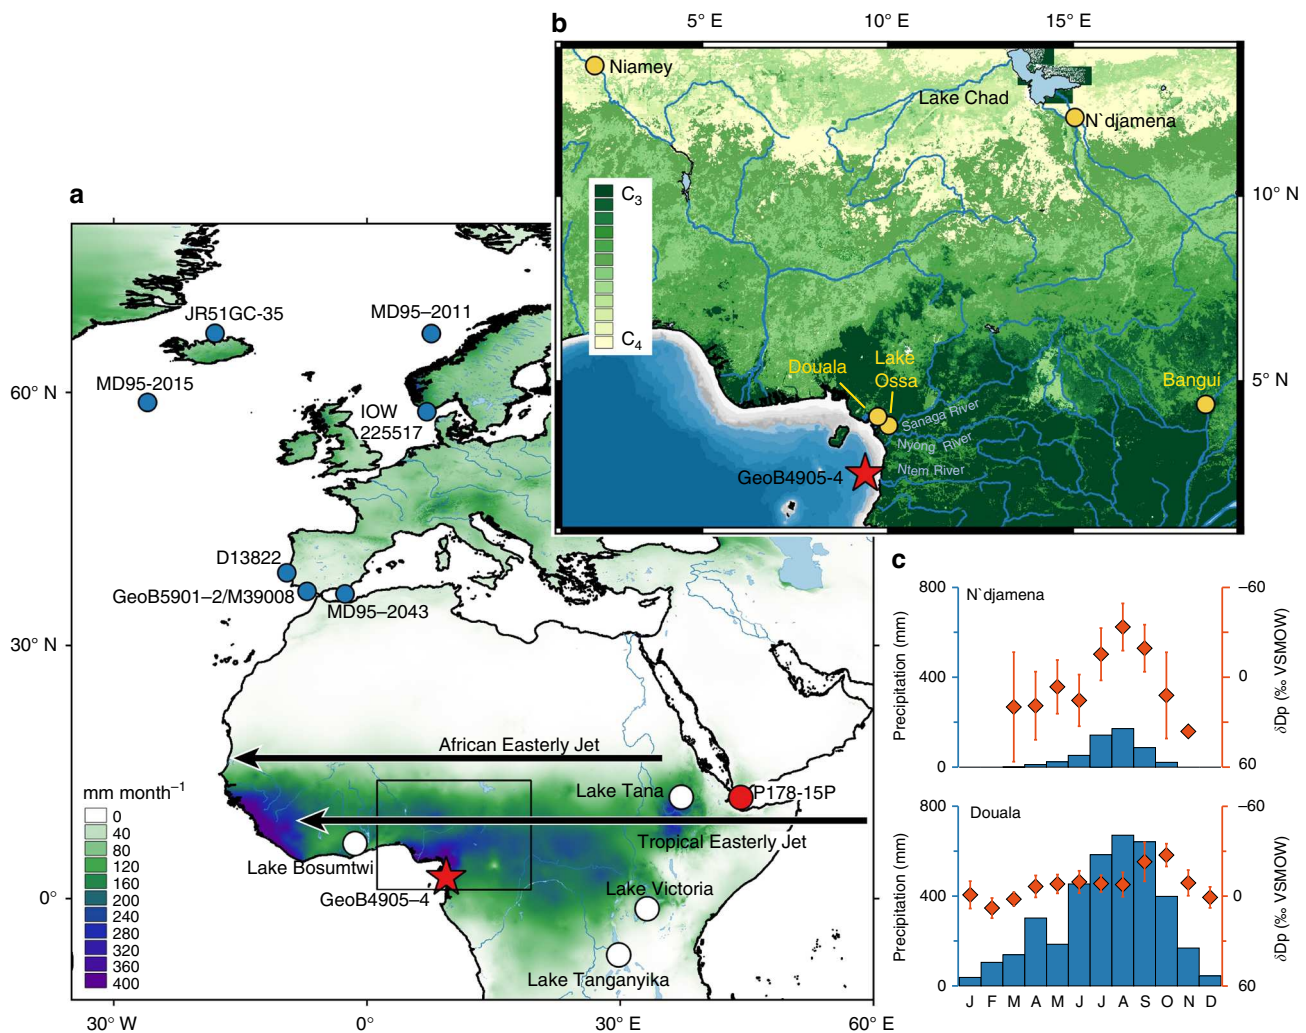 a
JR51GC-35
MD95–2011
MD95-2015
IOW
225517
D13822
GeoB5901–2/M39008
MD95–2043
African Easterly Jet
Lake Tana
P178-15P
Tropical Easterly Jet
Lake Bosumtwi
GeoB4905–4
Lake Victoria
Lake Tanganyika
mm month⁻¹
0
40
80
120
160
200
240
280
320
360
400
60° N
30° N
0°
30° W
0°
30° E
60° E
b
5° E
10° E
15° E
Niamey
Lake Chad
N`djamena
10° N
C₃
C₄
Douala
Lake
Ossa
Bangui
5° N
Sanaga River
Nyong River
Ntem River
GeoB4905-4
c
N`djamena
800
400
0
Precipitation (mm)
–60
0
60
δDp (‰ VSMOW)
Douala
800
400
0
Precipitation (mm)
–60
0
60
δDp (‰ VSMOW)
J F M A M J J A S O N D